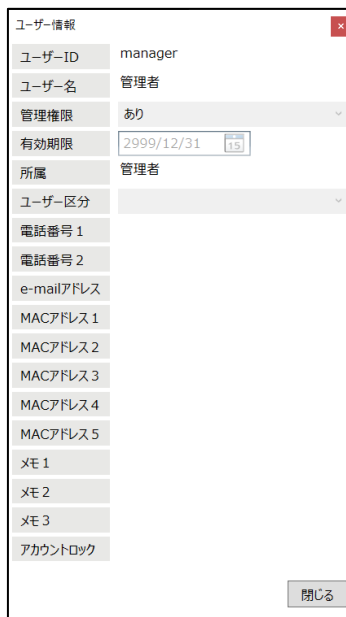 ユーザー情報
×
ユーザーID manager
ユーザー名 管理者
管理権限 あり
有効期限 2999/12/31 15
所属 管理者
ユーザー区分
電話番号1
電話番号2
e-mailアドレス
MACアドレス1
MACアドレス2
MACアドレス3
MACアドレス4
MACアドレス5
メモ1
メモ2
メモ3
アカウントロック
閉じる